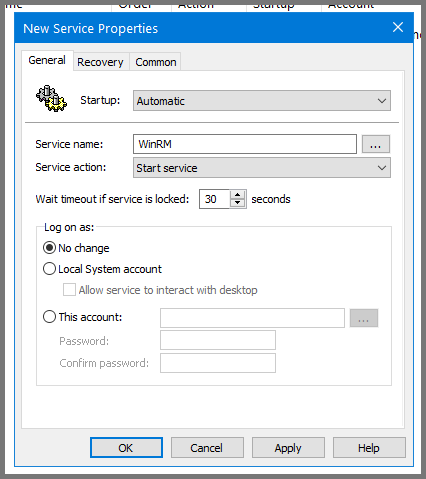 Order Action Startup Account
New Service Properties
General Recovery Common
Startup: Automatic
Service name: WinRM ...
Service action: Start service
Wait timeout if service is locked: 30 seconds
Log on as:
No change
Local System account
Allow service to interact with desktop
This account: ...
Password:
Confirm password:
OK Cancel Apply Help